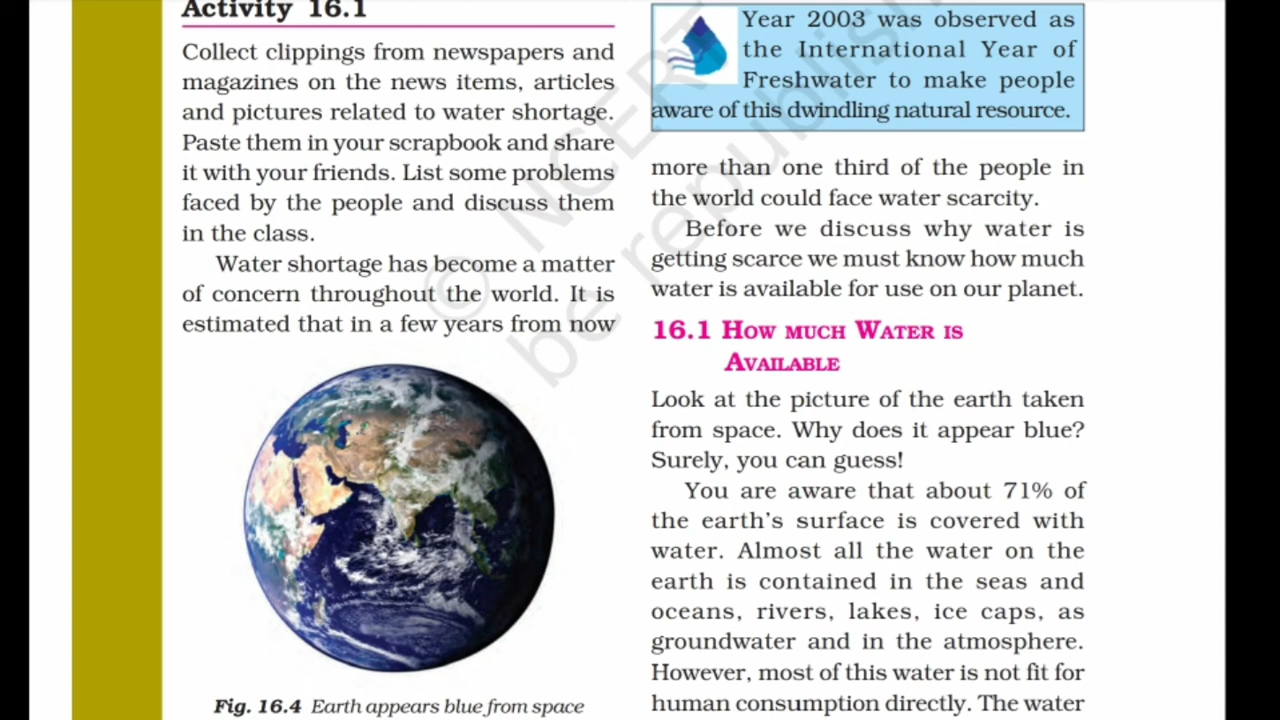 Activity 16.1
Collect clippings from newspapers and
magazines on the news items, articles
and pictures related to water shortage.
Paste them in your scrapbook and share
it with your friends. List some problems
faced by the people and discuss them
in the class.
Water shortage has become a matter
of concern throughout the world. It is
estimated that in a few years from now
Fig. 16.4 Earth appears blue from space
Year 2003 was observed as
the International Year of
Freshwater to make people
aware of this dwindling natural resource.
more than one third of the people in
the world could face water scarcity.
Before we discuss why water is
getting scarce we must know how much
water is available for use on our planet.
16.1 HOW MUCH WATER IS
AVAILABLE
Look at the picture of the earth taken
from space. Why does it appear blue?
Surely, you can guess!
You are aware that about 71% of
the earth's surface is covered with
water. Almost all the water on the
earth is contained in the seas and
oceans, rivers, lakes, ice caps, as
groundwater and in the atmosphere.
However, most of this water is not fit for
human consumption directly. The water
© NCERT
be republish